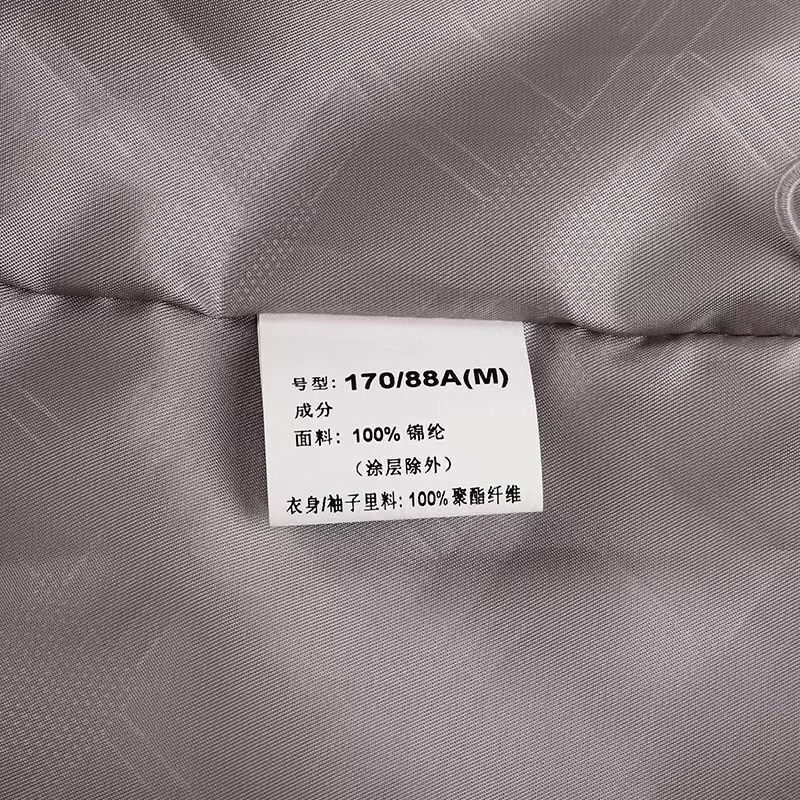 号型: 170/88A(M)
成分
面料: 100% 锦纶
（涂层除外）
衣身/袖子里料: 100% 聚酯纤维